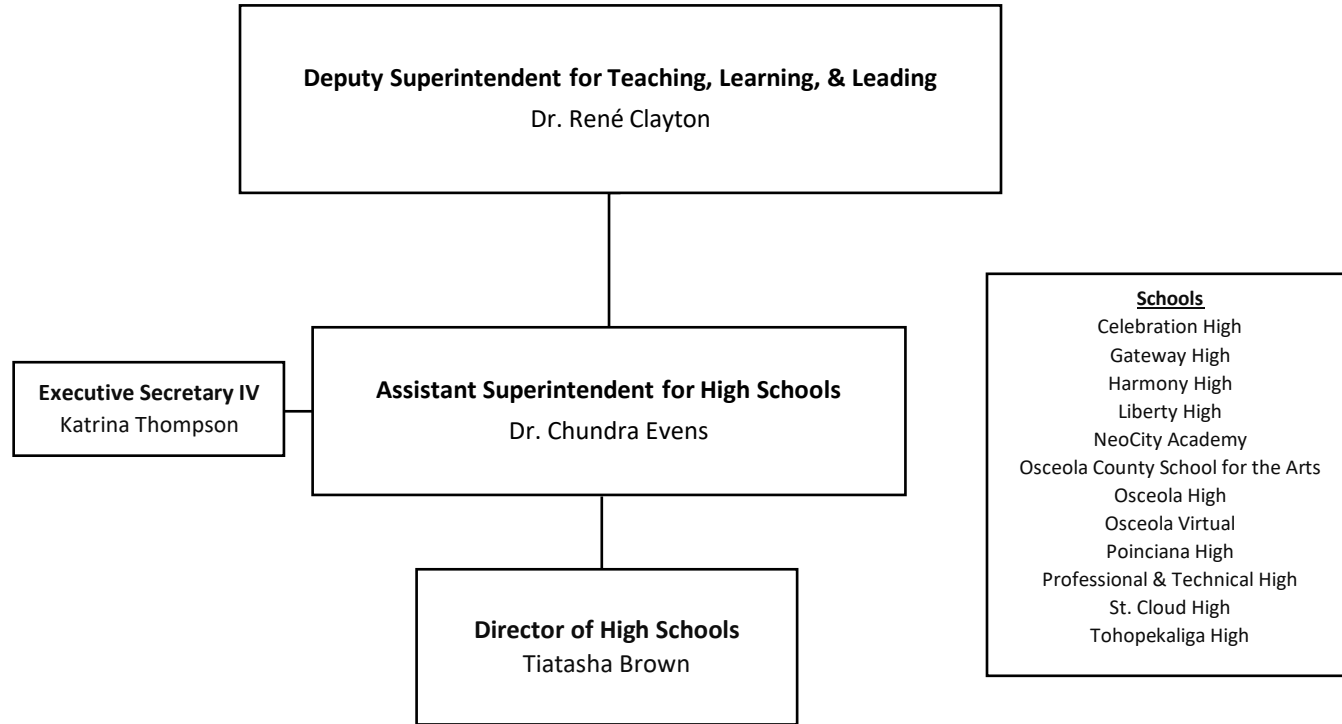 Deputy Superintendent for Teaching, Learning, & Leading
Dr. René Clayton
Executive Secretary IV
Katrina Thompson
Assistant Superintendent for High Schools
Dr. Chundra Evens
Director of High Schools
Tiatasha Brown
Schools
Celebration High
Gateway High
Harmony High
Liberty High
NeoCity Academy
Osceola County School for the Arts
Osceola High
Osceola Virtual
Poinciana High
Professional & Technical High
St. Cloud High
Tohopekaliga High